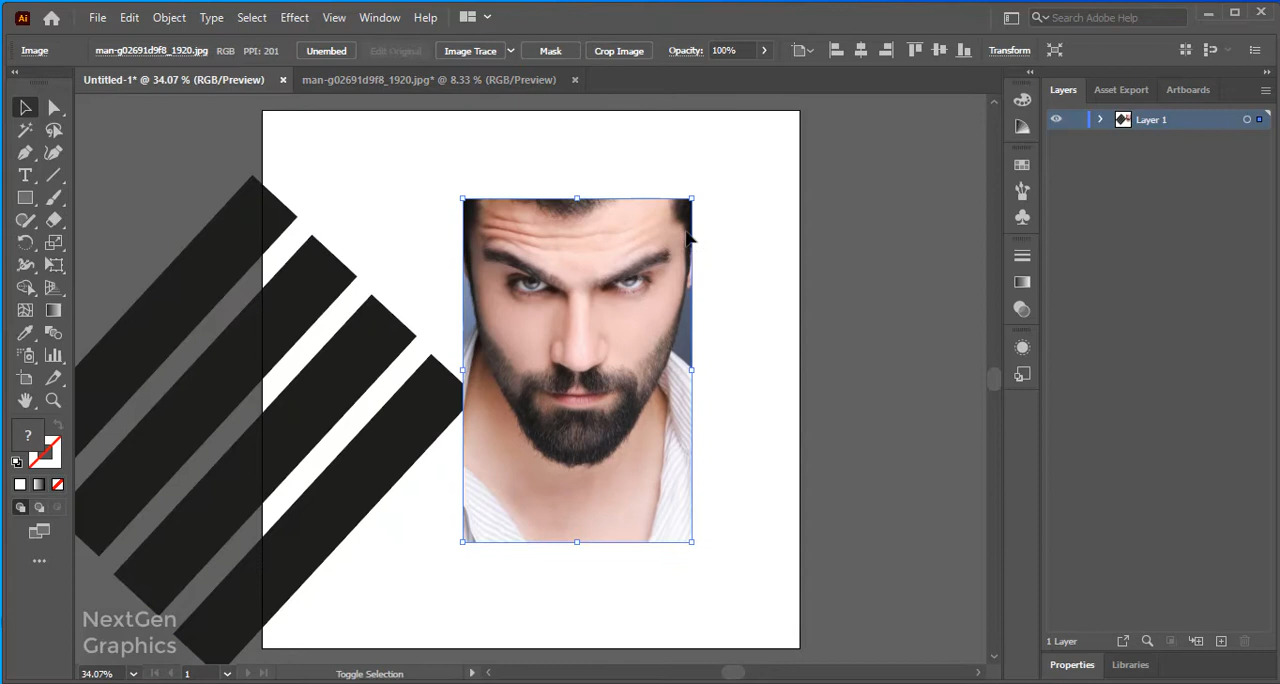 Ai File Edit Object Type Select Effect View Window Help Search Adobe Help
Image man-g02691d9f8_1920.jpg RGB PPI: 201 Unembed Edit Original Image Trace Mask Crop Image Opacity: 100% Transform
Untitled-1* @ 34.07 % (RGB/Preview) × man-g02691d9f8_1920.jpg* @ 8.33 % (RGB/Preview) ×
Layers Asset Export Artboards
Layer 1
?
NextGen
Graphics
1 Layer
Properties Libraries
34.07% 1 Toggle Selection